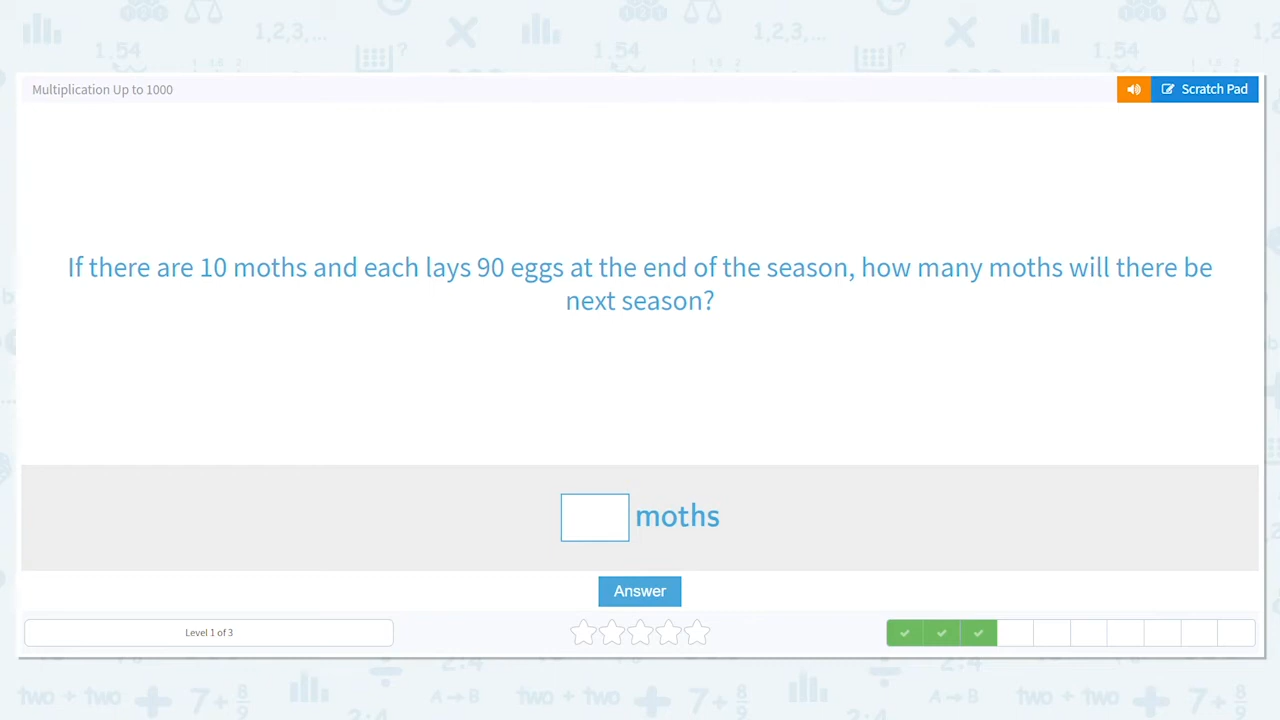 Multiplication Up to 1000
Scratch Pad
If there are 10 moths and each lays 90 eggs at the end of the season, how many moths will there be
next season?
moths
Answer
Level 1 of 3